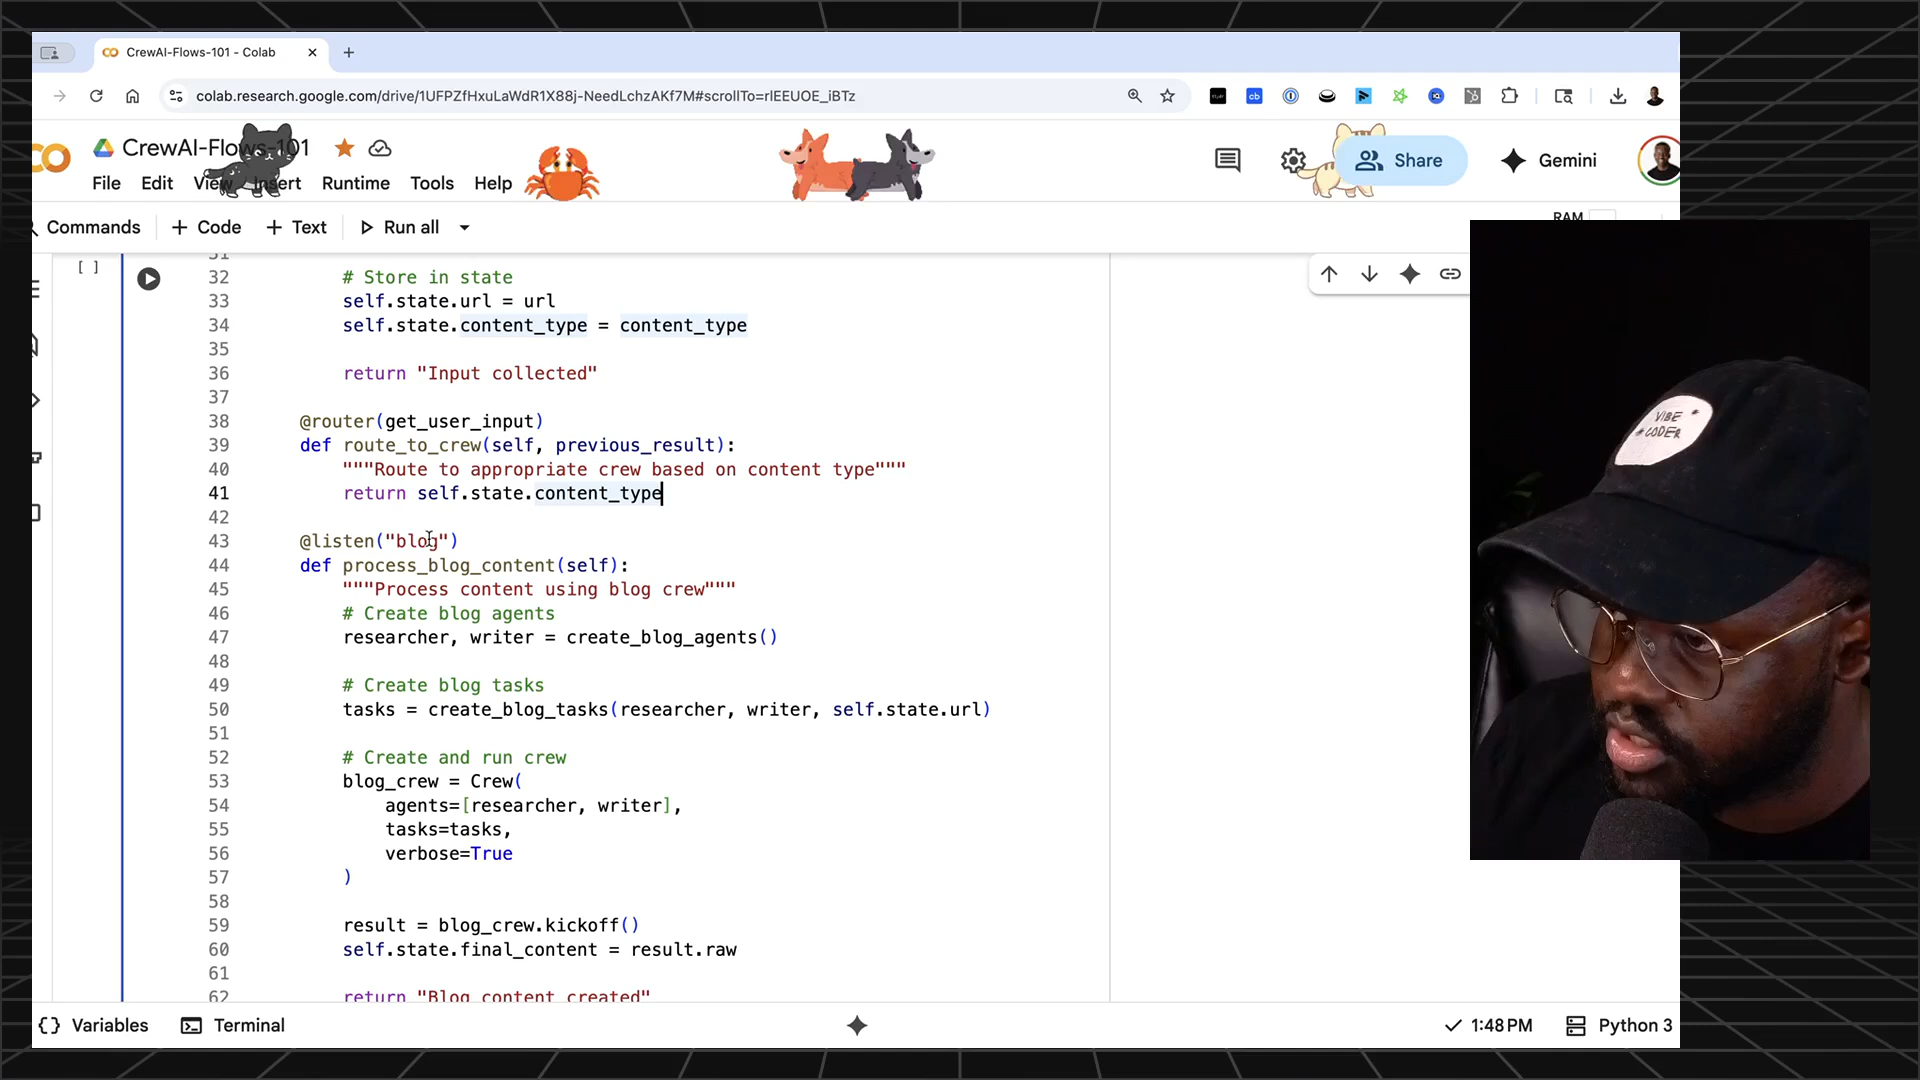 CrewAI-Flows-101 - Colab
colab.research.google.com/drive/1UFPZfHxuLaWdR1X88j-NeedLchzAKf7M#scrollTo=rlEEUOE_iBTz
CrewAI-Flows-101
File Edit View Insert Runtime Tools Help
Share
Gemini
Commands + Code + Text Run all
RAM
[ ]
31
32 # Store in state
33 self.state.url = url
34 self.state.content_type = content_type
35
36 return "Input collected"
37
38 @router(get_user_input)
39 def route_to_crew(self, previous_result):
40 """Route to appropriate crew based on content type"""
41 return self.state.content_type
42
43 @listen("blog")
44 def process_blog_content(self):
45 """Process content using blog crew"""
46 # Create blog agents
47 researcher, writer = create_blog_agents()
48
49 # Create blog tasks
50 tasks = create_blog_tasks(researcher, writer, self.state.url)
51
52 # Create and run crew
53 blog_crew = Crew(
54 agents=[researcher, writer],
55 tasks=tasks,
56 verbose=True
57 )
58
59 result = blog_crew.kickoff()
60 self.state.final_content = result.raw
61
62 return "Blog content created"
{} Variables Terminal
1:48 PM Python 3
VIBE
CODER